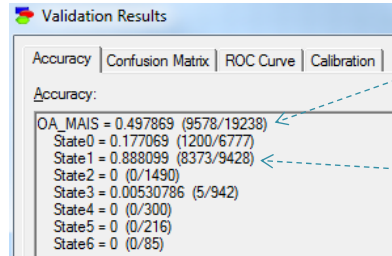 Validation Results
Accuracy Confusion Matrix ROC Curve Calibration
Accuracy:
OA_MAIS = 0.497869 (9578/19238)
State0 = 0.177069 (1200/6777)
State1 = 0.888099 (8373/9428)
State2 = 0 (0/1490)
State3 = 0.00530786 (5/942)
State4 = 0 (0/300)
State5 = 0 (0/216)
State6 = 0 (0/85)